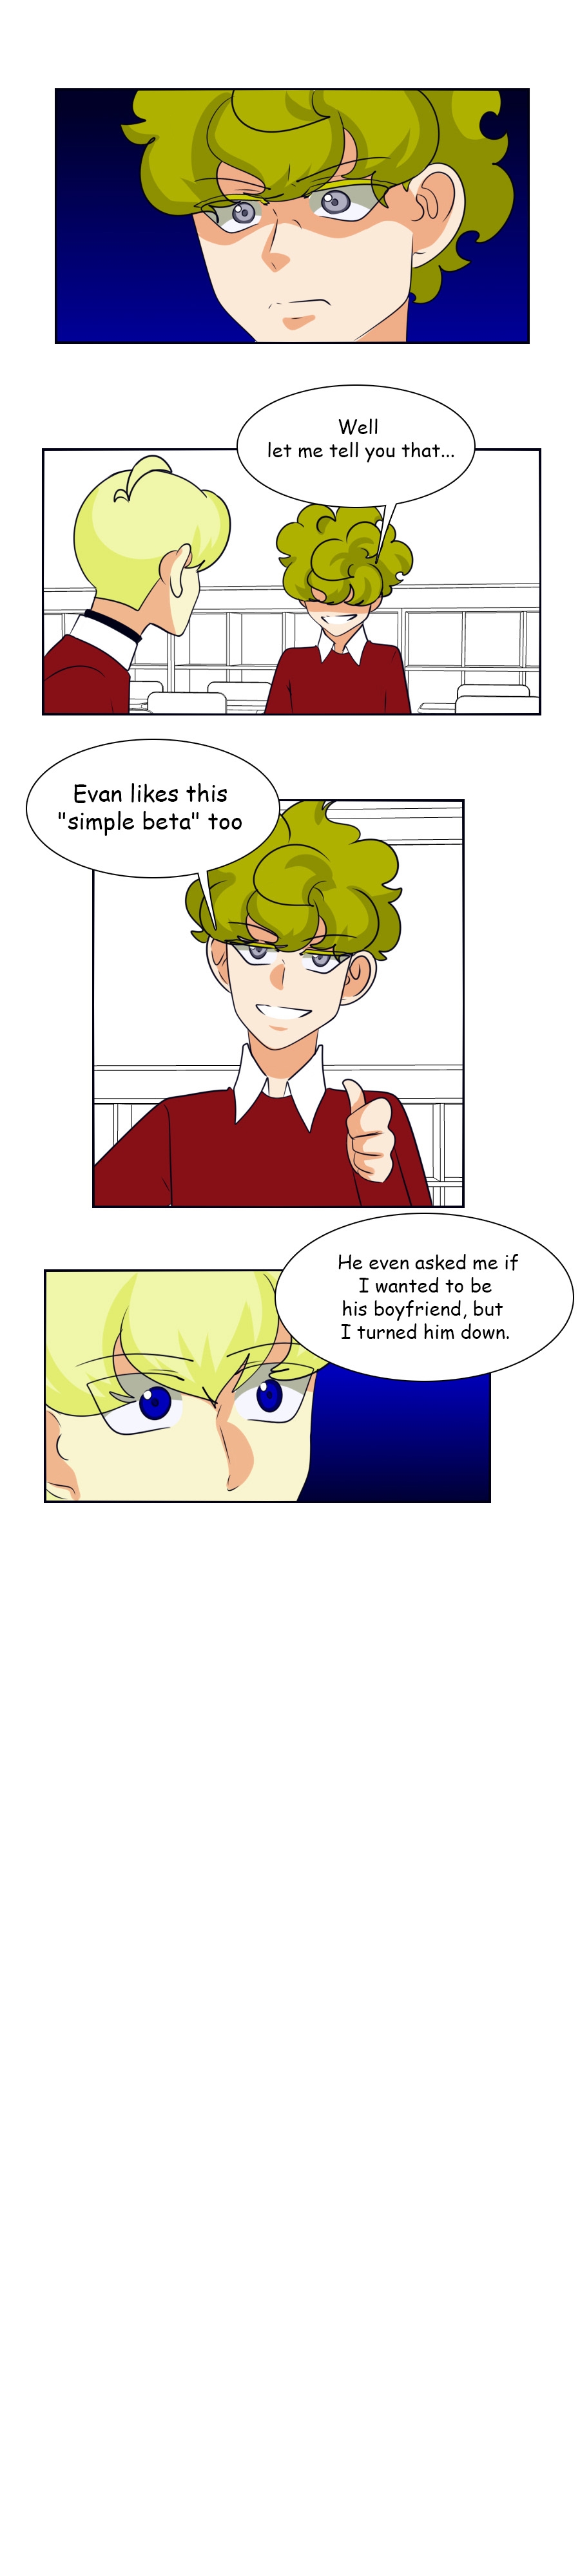 Well
let me tell you that...
Evan likes this
"simple beta" too
He even asked me if
I wanted to be
his boyfriend, but
I turned him down.